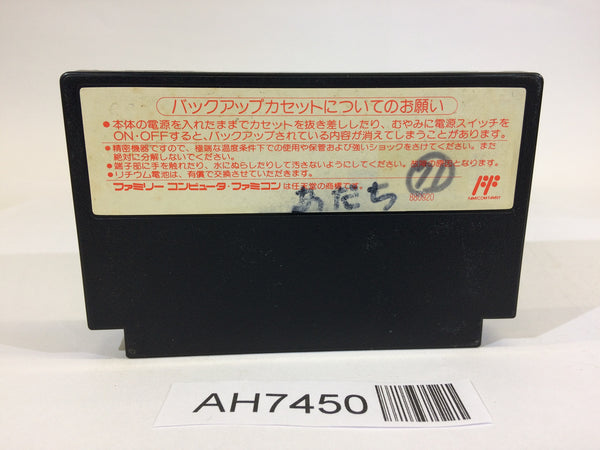 バックアップカセットについてのお願い
●本体の電源を入れたままでカセットを抜き差ししたり、むやみに電源スイッチを
ON・OFFすると、バックアップされている内容が消えてしまうことがあります。
●精密機器ですので、極端な温度条件下での使用や保管および強いショックをさけてください。また
絶対に分解しないでください。
●端子部に手を触れたり、水にぬらしたりして汚さないようにしてください。故障の原因となります。
●リチウム電池は、有償で交換させていただきます。
ファミリー コンピュータ・ファミコンは任天堂の商標です。
880920
FAMICOM FAMILY
あだち
AH7450